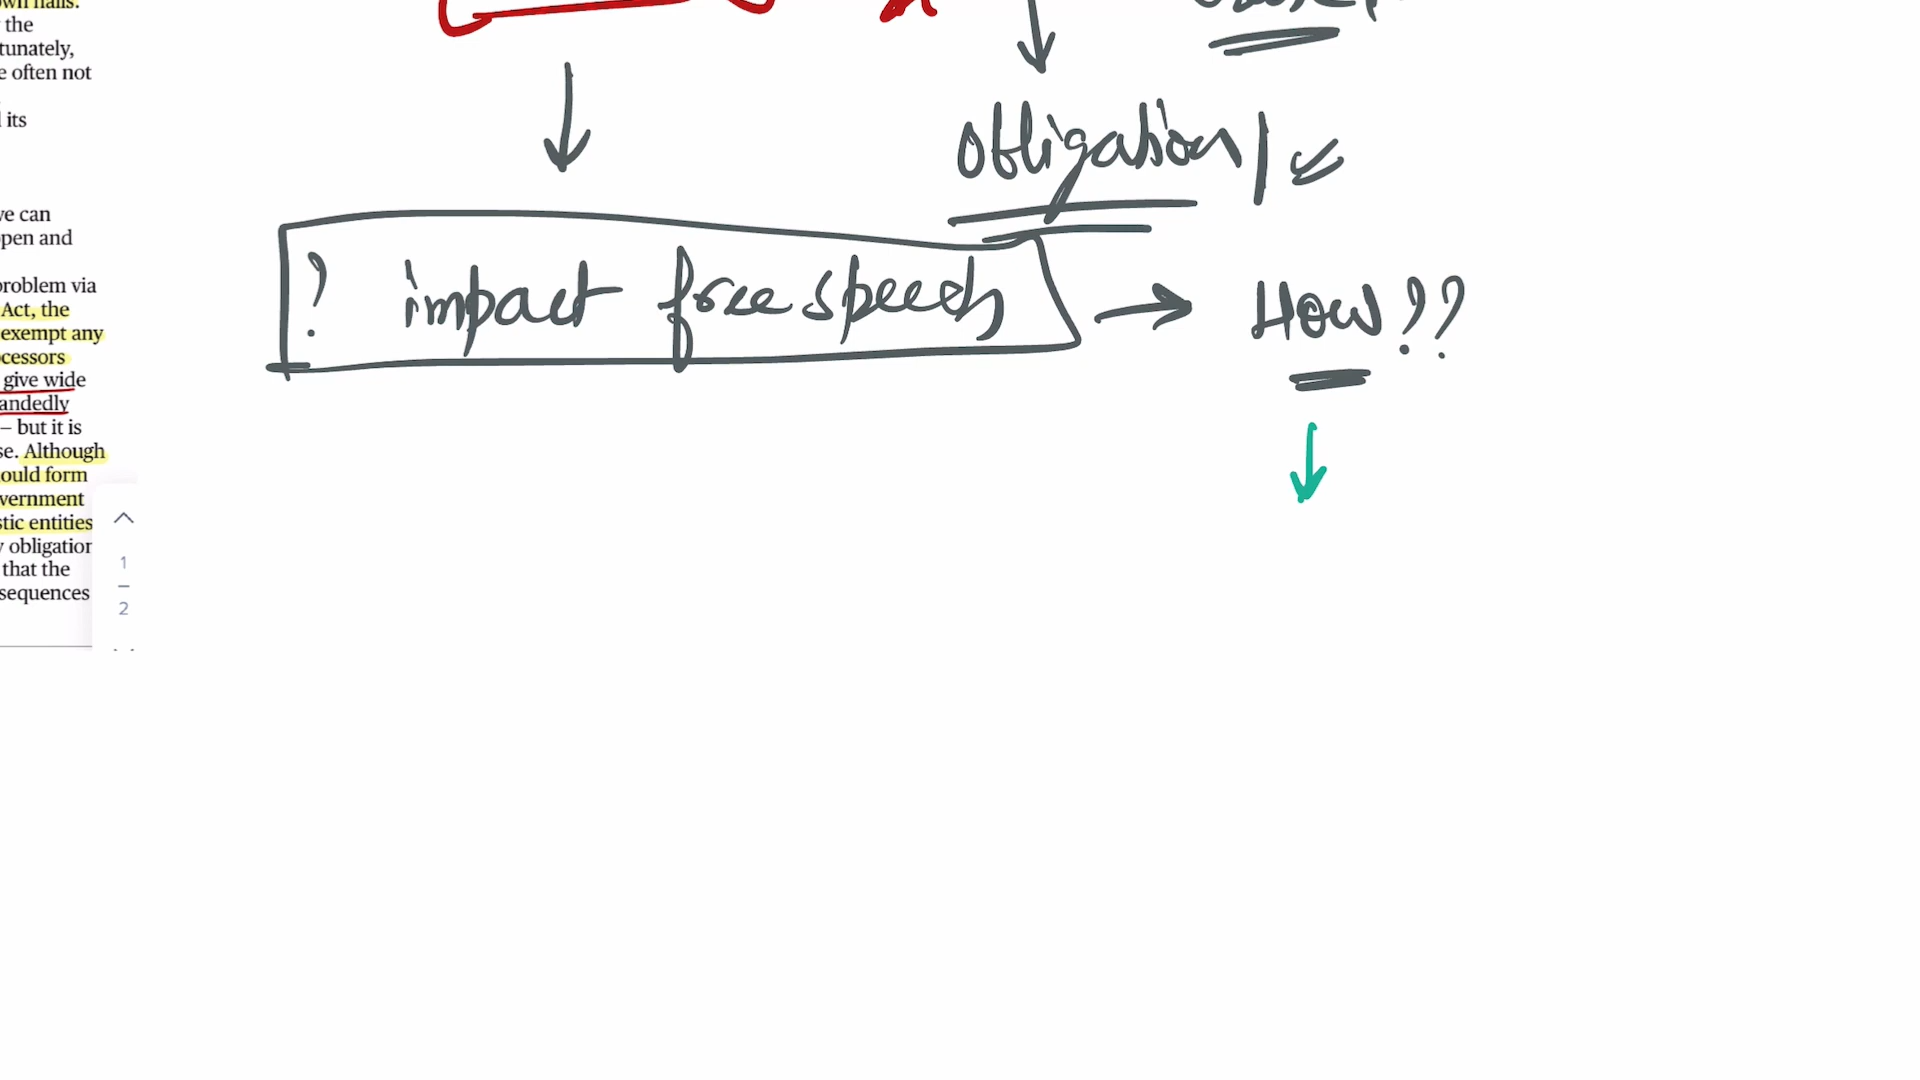 the
tunately,
e often not
its
ve can
pen and
problem via
Act, the
exempt any
cessors
give wide
andedly
– but it is
se. Although
ould form
vernment
stic entities
y obligation
that the
sequences
1
2
obligation
? impact free speech → How??